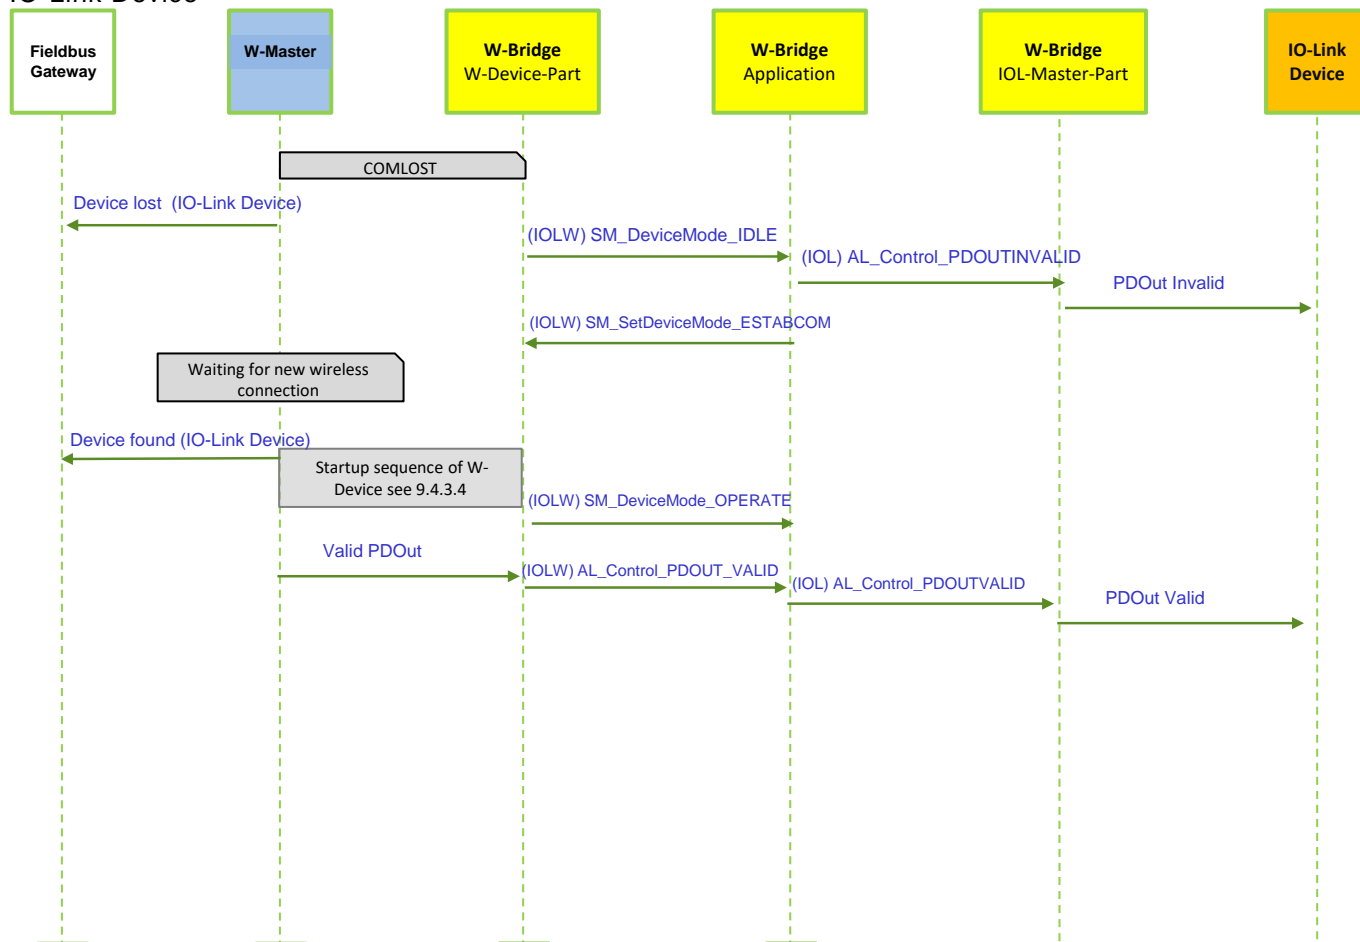 IO-Link Device
Fieldbus
Gateway
W-Master
W-Bridge
W-Device-Part
W-Bridge
Application
W-Bridge
IOL-Master-Part
IO-Link
Device
COMLOST
Device lost (IO-Link Device)
(IOLW) SM_DeviceMode_IDLE
(IOL) AL_Control_PDOUTINVALID
PDOut Invalid
(IOLW) SM_SetDeviceMode_ESTABCOM
Waiting for new wireless
connection
Device found (IO-Link Device)
Startup sequence of W-
Device see 9.4.3.4
(IOLW) SM_DeviceMode_OPERATE
Valid PDOut
(IOLW) AL_Control_PDOUT_VALID
(IOL) AL_Control_PDOUTVALID
PDOut Valid